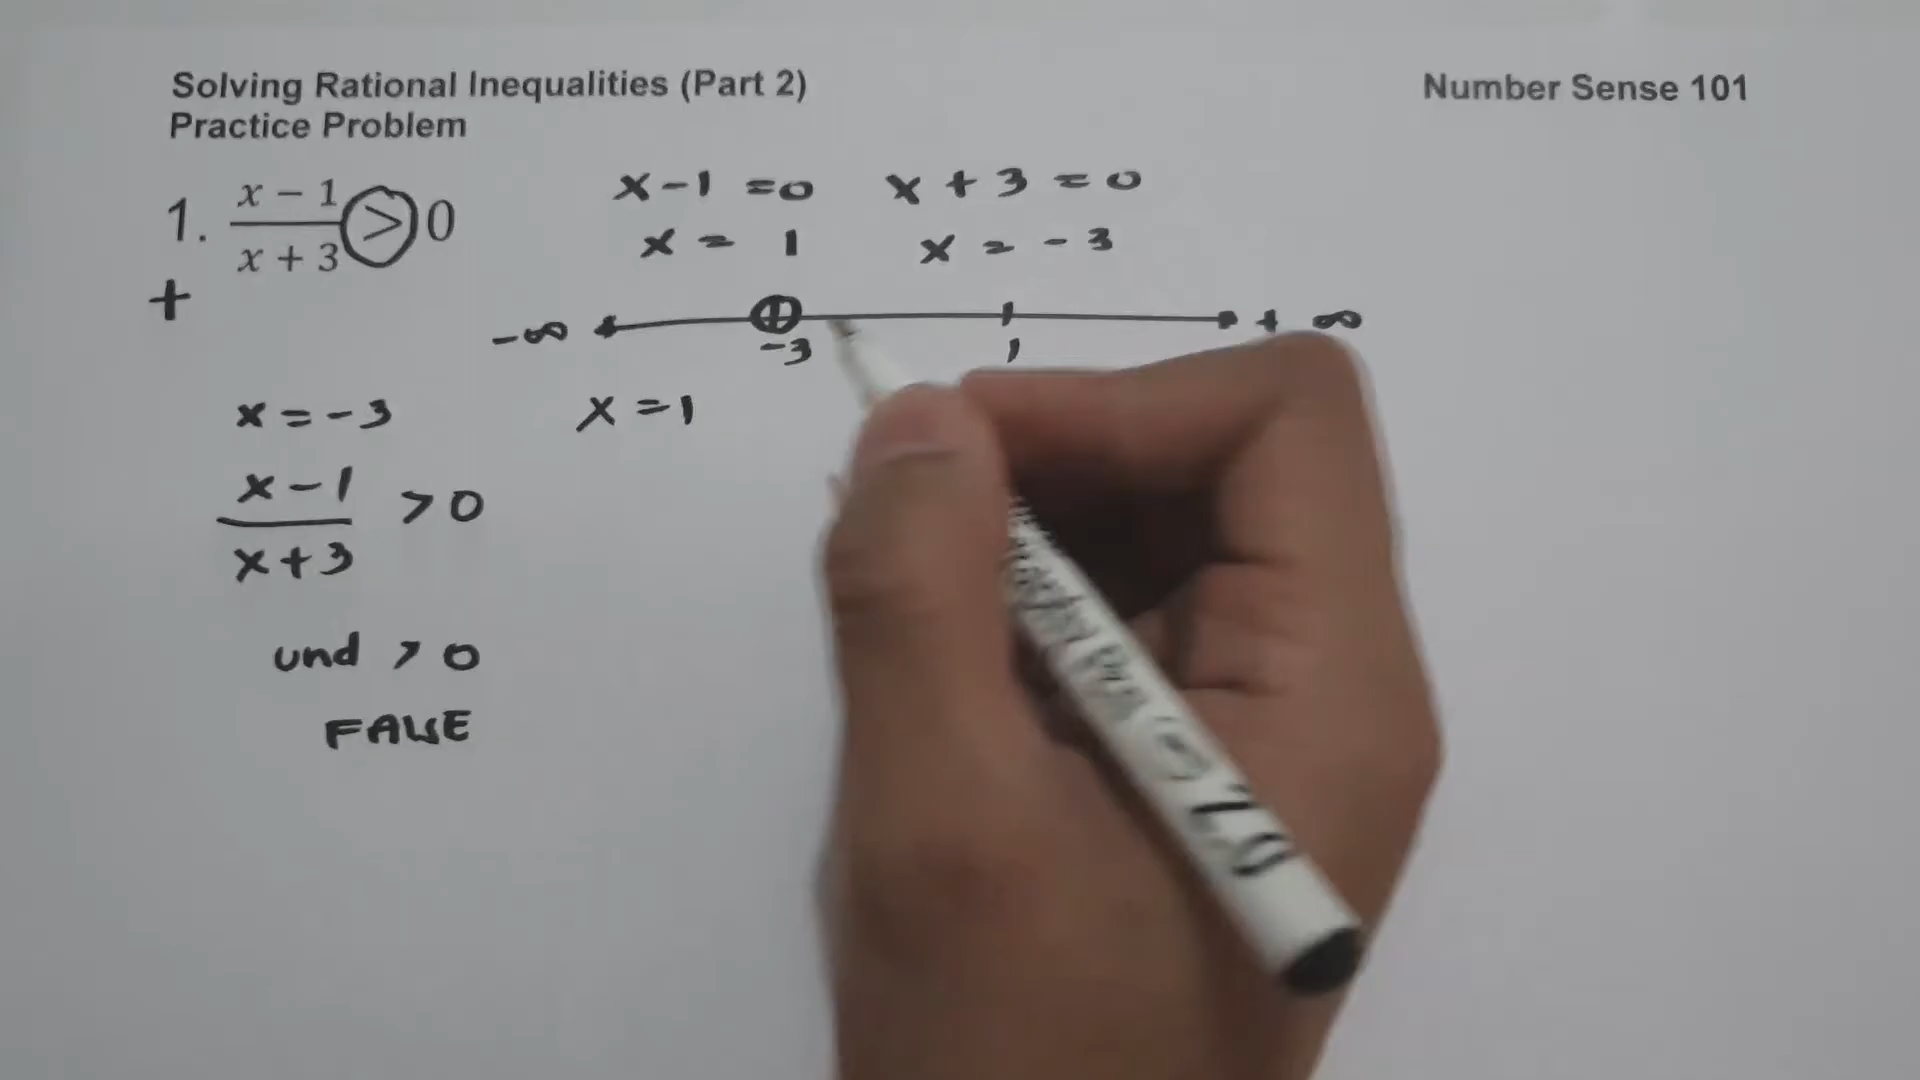 Solving Rational Inequalities (Part 2)
Practice Problem
Number Sense 101
1. x − 1 / x + 3 > 0
+
x − 1 = 0
x = 1
x + 3 = 0
x = - 3
-∞ -3 1 + ∞
x = - 3
x - 1 / x + 3 > 0
und > 0
FALSE
x = 1